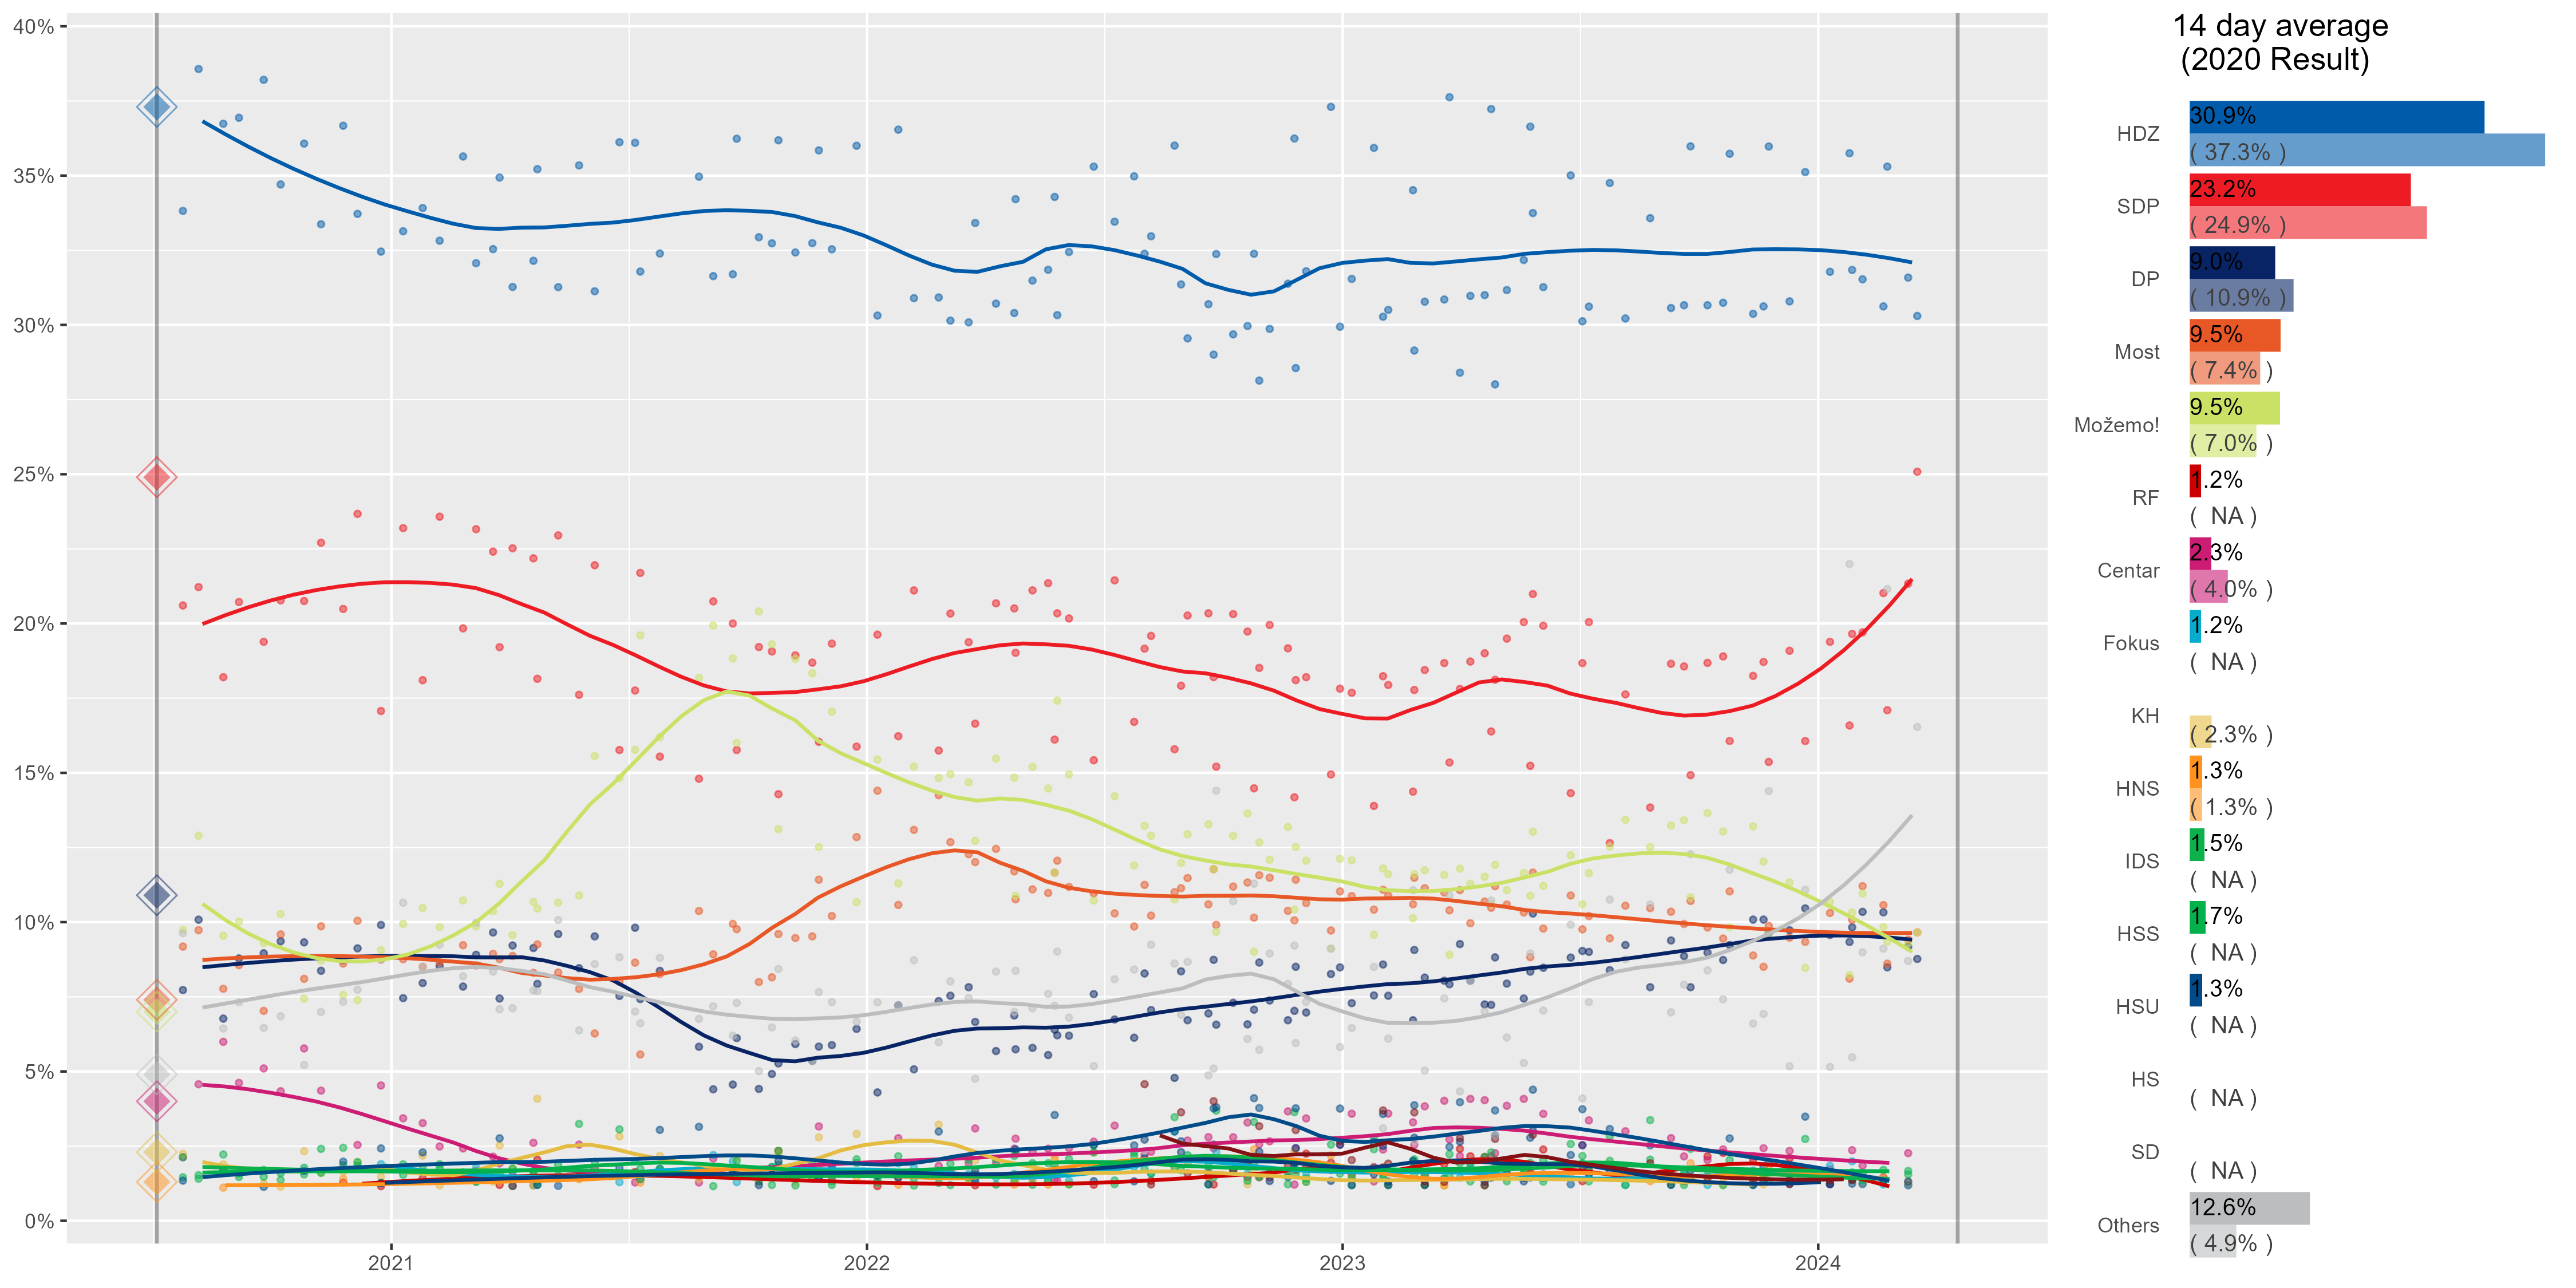 14 day average
(2020 Result)
40%
35%
30%
25%
20%
15%
10%
5%
0%
2021
2022
2023
2024
HDZ
30.9%
( 37.3% )
SDP
23.2%
( 24.9% )
DP
9.0%
( 10.9% )
Most
9.5%
( 7.4% )
Možemo!
9.5%
( 7.0% )
RF
1.2%
( NA )
Centar
2.3%
( 4.0% )
Fokus
1.2%
( NA )
KH
( 2.3% )
HNS
1.3%
( 1.3% )
IDS
1.5%
( NA )
HSS
1.7%
( NA )
HSU
1.3%
( NA )
HS
( NA )
SD
( NA )
Others
12.6%
( 4.9% )